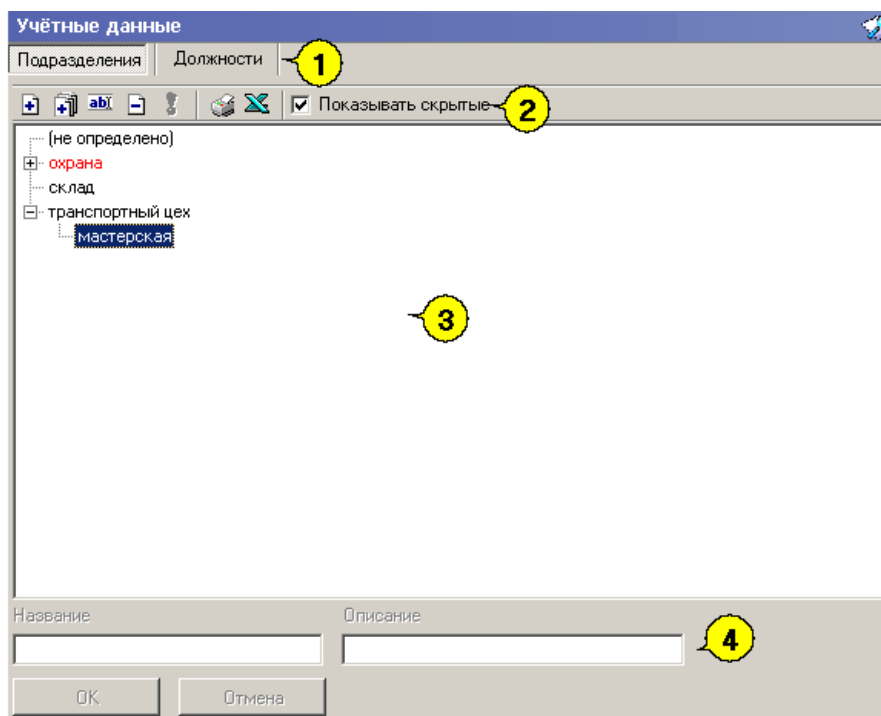 Учётные данные
Подразделения Должности 1
abI Показывать скрытые 2
(не определено)
охрана
склад
транспортный цех
мастерская
3
Название Описание
4
OK Отмена